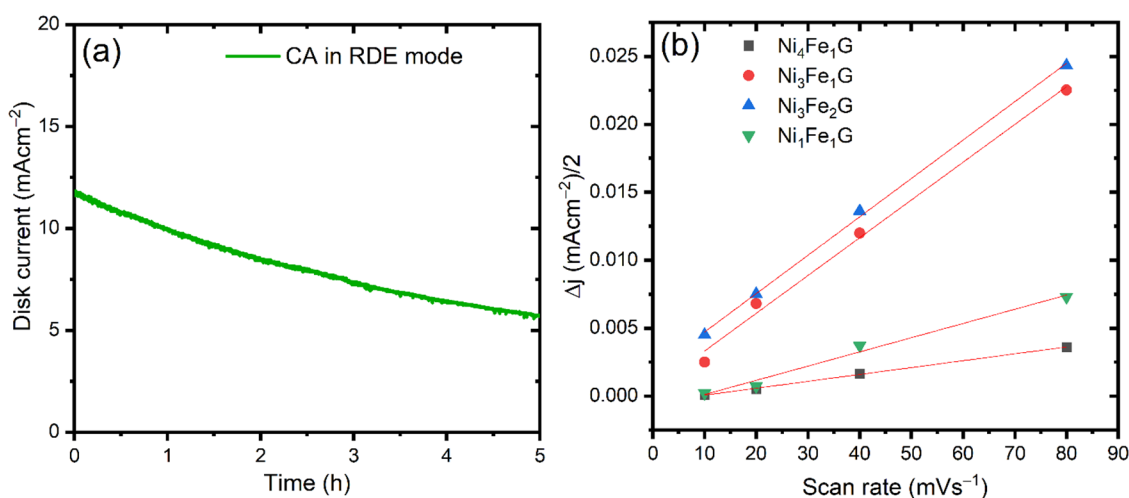 (a)
CA in RDE mode
Disk current (mAcm⁻²)
20
15
10
5
0
0
1
2
3
4
5
Time (h)
(b)
Ni₄Fe₁G
Ni₃Fe₁G
Ni₃Fe₂G
Ni₁Fe₁G
Δj (mAcm⁻²)/2
0.025
0.020
0.015
0.010
0.005
0.000
0
10
20
30
40
50
60
70
80
90
Scan rate (mVs⁻¹)